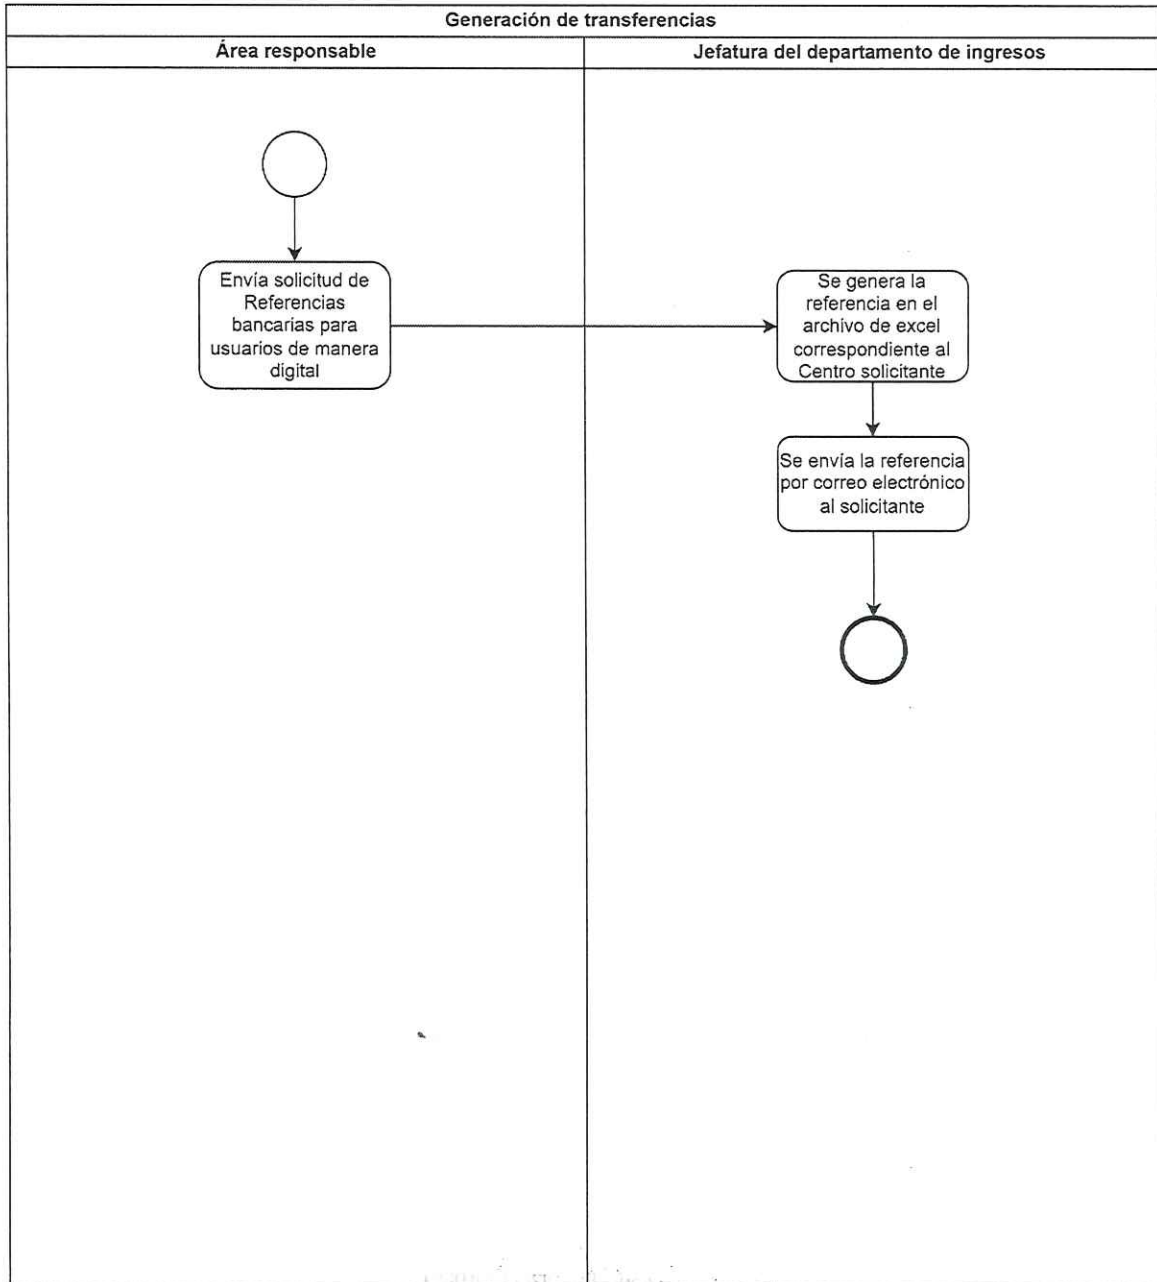 Generación de transferencias
Área responsable
Jefatura del departamento de ingresos
Envía solicitud de
Referencias
bancarias para
usuarios de manera
digital
Se genera la
referencia en el
archivo de excel
correspondiente al
Centro solicitante
Se envía la referencia
por correo electrónico
al solicitante